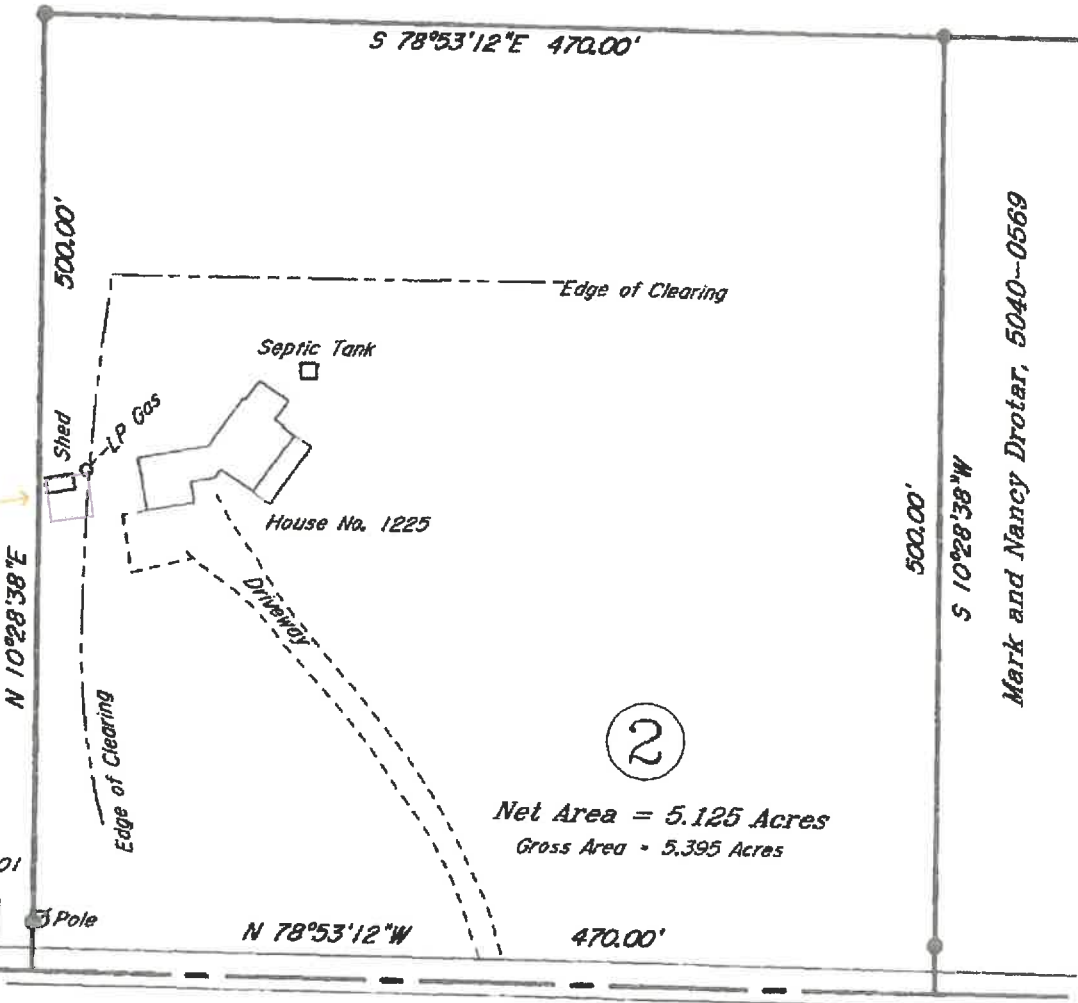 S 78°53'12"E 470.00'
500.00'
Edge of Clearing
Septic Tank
Shed
LP Gas
House No. 1225
Driveway
N 10°28'38"E
Edge of Clearing
500.00'
S 10°28'38"W
Mark and Nancy Drotar, 5040-0569
2
Net Area = 5.125 Acres
Gross Area = 5.395 Acres
01
Pole
N 78°53'12"W 470.00'